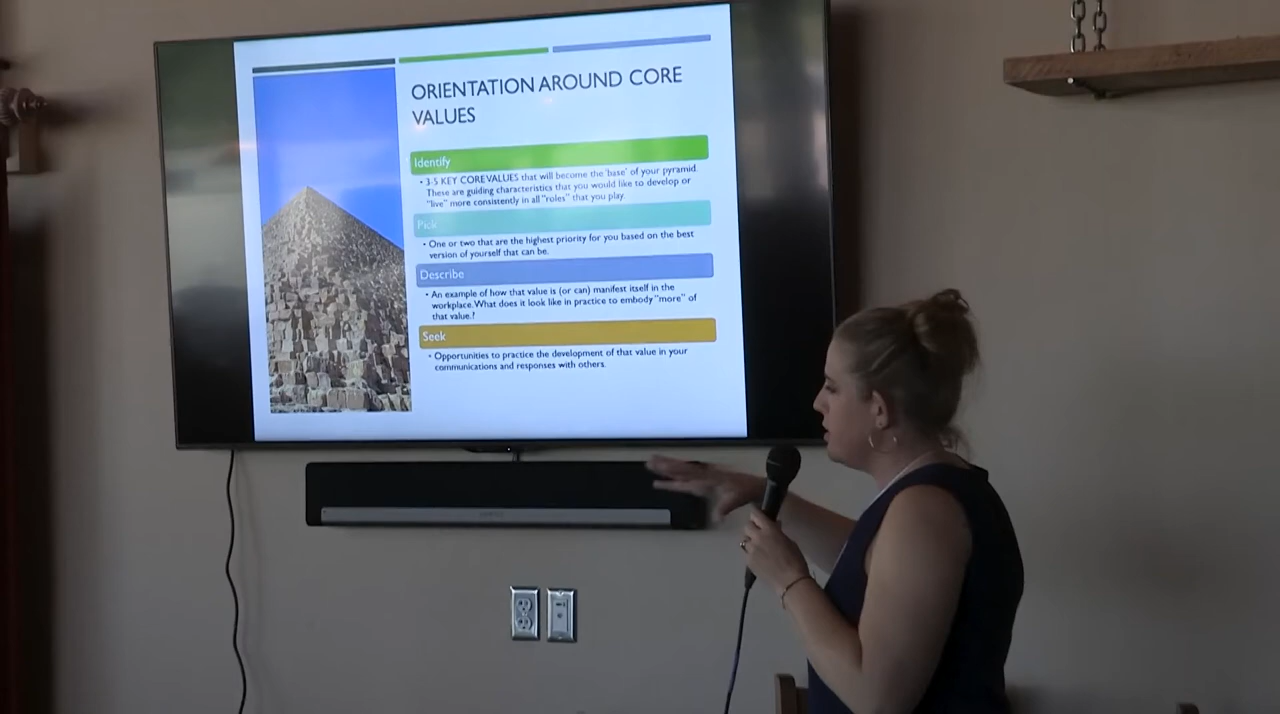 ORIENTATION AROUND CORE
VALUES
Identify
• 3-5 KEY CORE VALUES that will become the 'base' of your pyramid.
These are guiding characteristics that you would like to develop or
"live" more consistently in all "roles" that you play.
Pick
• One or two that are the highest priority for you based on the best
version of yourself that can be.
Describe
• An example of how that value is (or can) manifest itself in the
workplace. What does it look like in practice to embody "more" of
that value.?
Seek
• Opportunities to practice the development of that value in your
communications and responses with others.